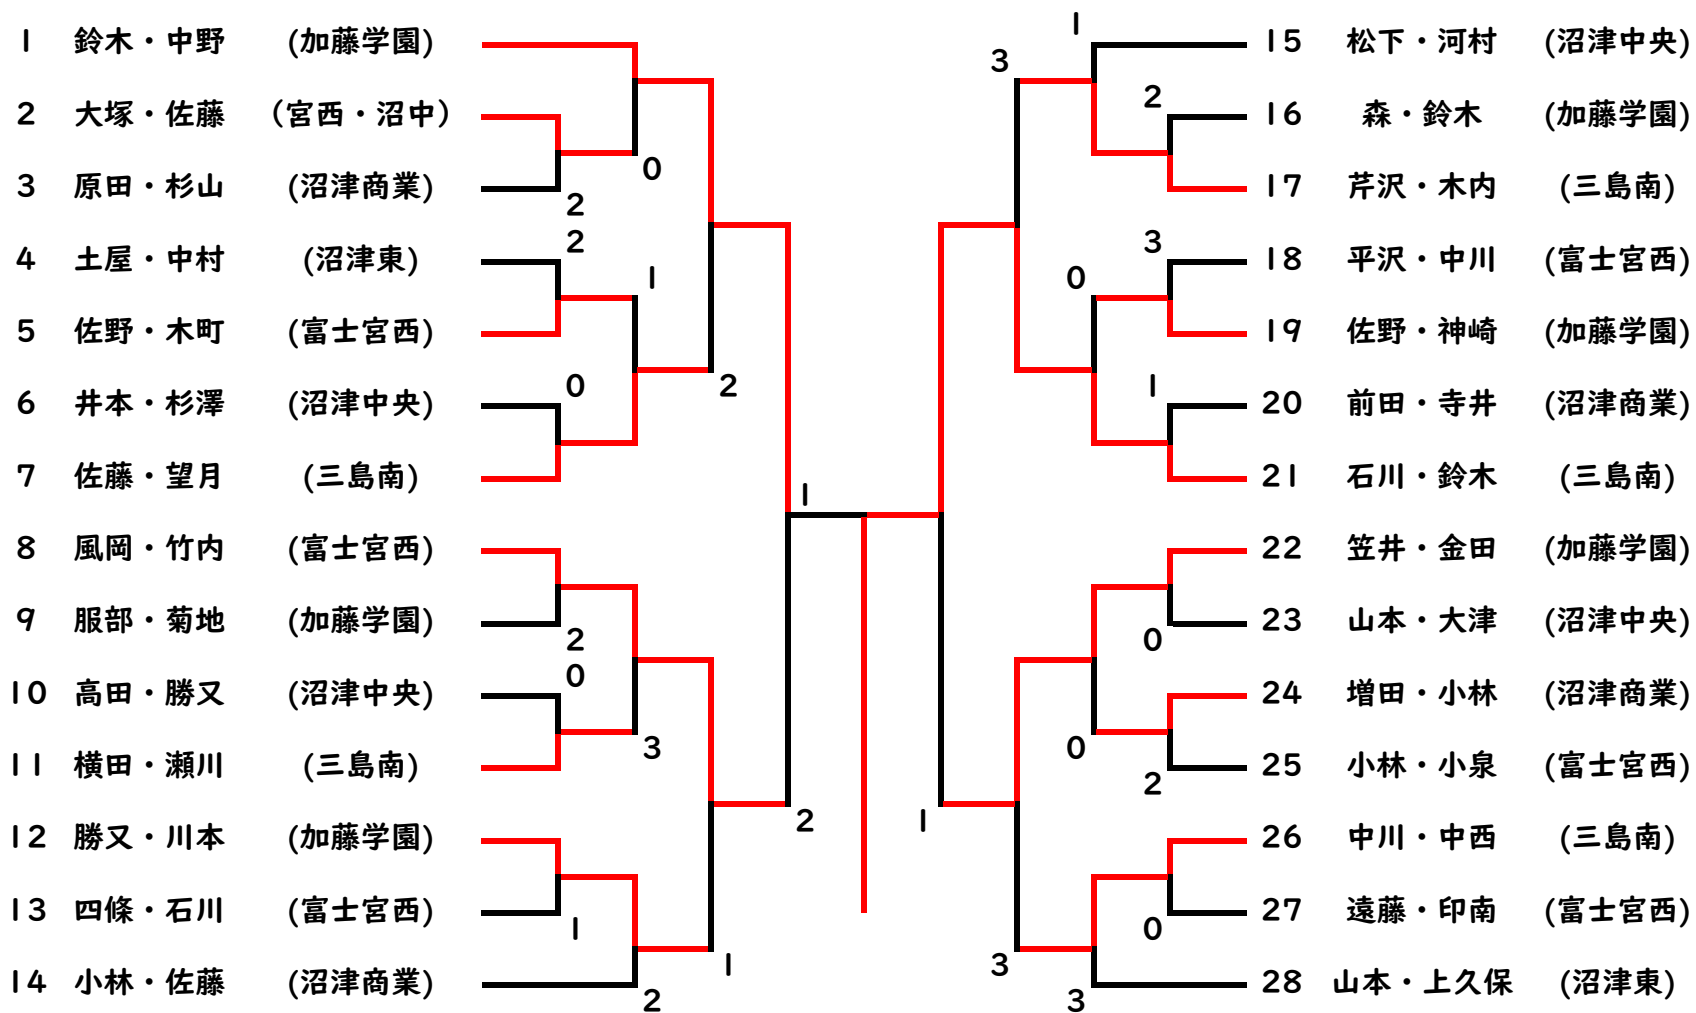 1 鈴木・中野 (加藤学園)
2 大塚・佐藤 (宮西・沼中)
3 原田・杉山 (沼津商業)
4 土屋・中村 (沼津東)
5 佐野・木町 (富士宮西)
6 井本・杉澤 (沼津中央)
7 佐藤・望月 (三島南)
8 風岡・竹内 (富士宮西)
9 服部・菊地 (加藤学園)
10 高田・勝又 (沼津中央)
11 横田・瀬川 (三島南)
12 勝又・川本 (加藤学園)
13 四條・石川 (富士宮西)
14 小林・佐藤 (沼津商業)
0
2
2
1
0
2
2
0
3
1
2
1
1
2
1
3
2
3
0
1
0
0
2
1
0
3
3
15 松下・河村 (沼津中央)
16 森・鈴木 (加藤学園)
17 芹沢・木内 (三島南)
18 平沢・中川 (富士宮西)
19 佐野・神崎 (加藤学園)
20 前田・寺井 (沼津商業)
21 石川・鈴木 (三島南)
22 笠井・金田 (加藤学園)
23 山本・大津 (沼津中央)
24 増田・小林 (沼津商業)
25 小林・小泉 (富士宮西)
26 中川・中西 (三島南)
27 遠藤・印南 (富士宮西)
28 山本・上久保 (沼津東)